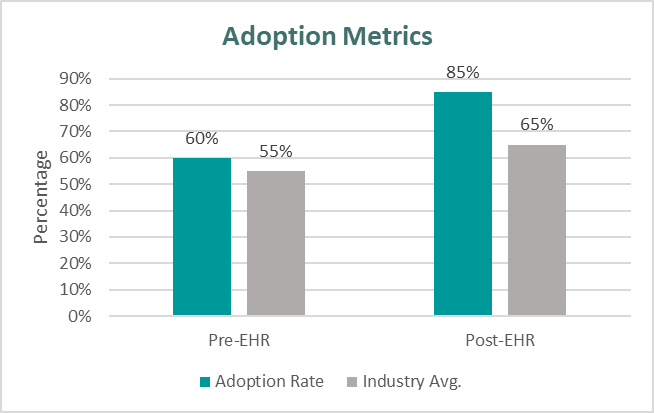 Adoption Metrics
Percentage
90%
80%
70%
60%
50%
40%
30%
20%
10%
0%
60%
55%
85%
65%
Pre-EHR
Post-EHR
Adoption Rate
Industry Avg.